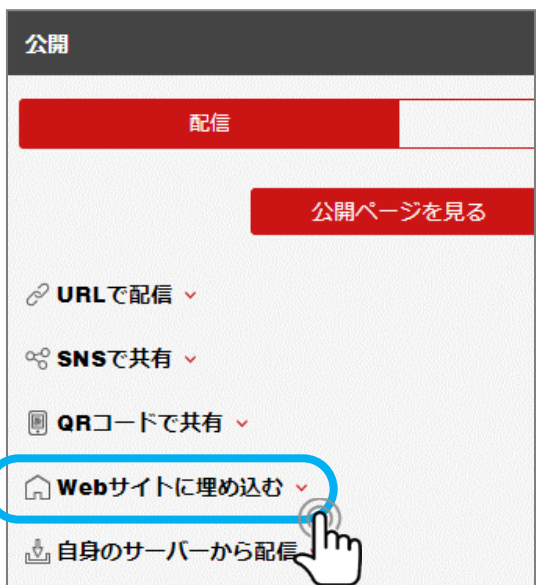 公開
配信
公開ページを見る
URLで配信
SNSで共有
QRコードで共有
Webサイトに埋め込む
自身のサーバーから配信